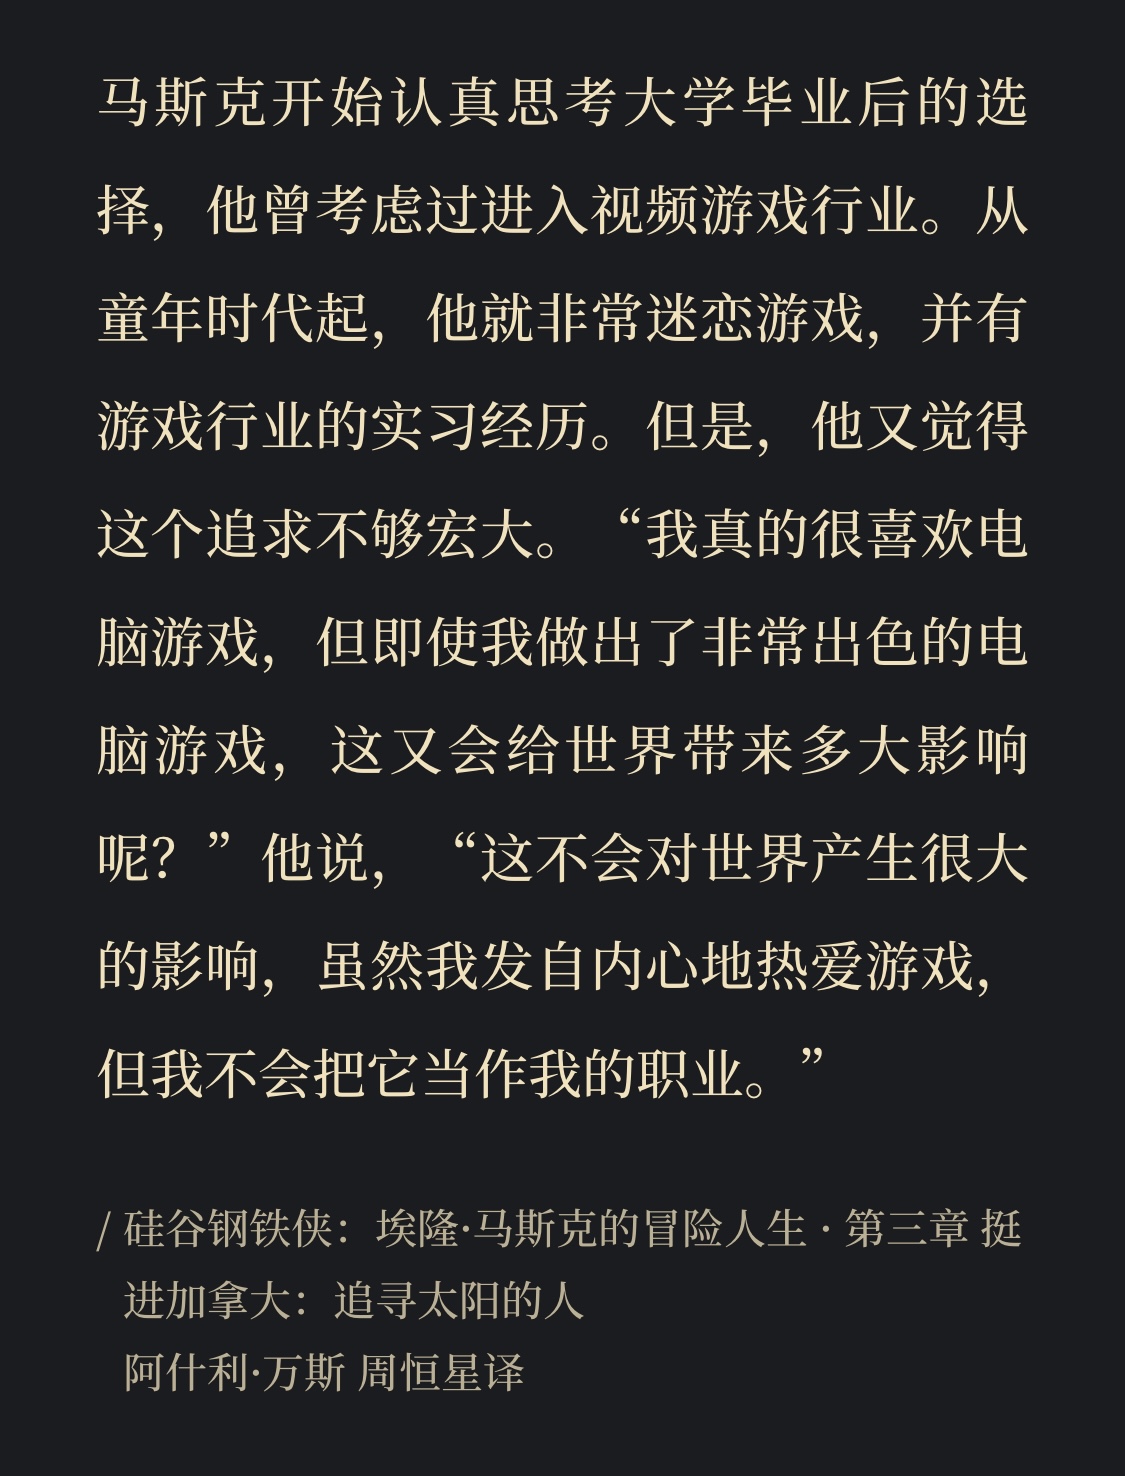 马斯克开始认真思考大学毕业后的选
择，他曾考虑过进入视频游戏行业。从
童年时代起，他就非常迷恋游戏，并有
游戏行业的实习经历。但是，他又觉得
这个追求不够宏大。“我真的很喜欢电
脑游戏，但即使我做出了非常出色的电
脑游戏，这又会给世界带来多大影响
呢？”他说，“这不会对世界产生很大
的影响，虽然我发自内心地热爱游戏，
但我不会把它当作我的职业。”
/ 硅谷钢铁侠：埃隆·马斯克的冒险人生 · 第三章 挺
进加拿大：追寻太阳的人
阿什利·万斯 周恒星译